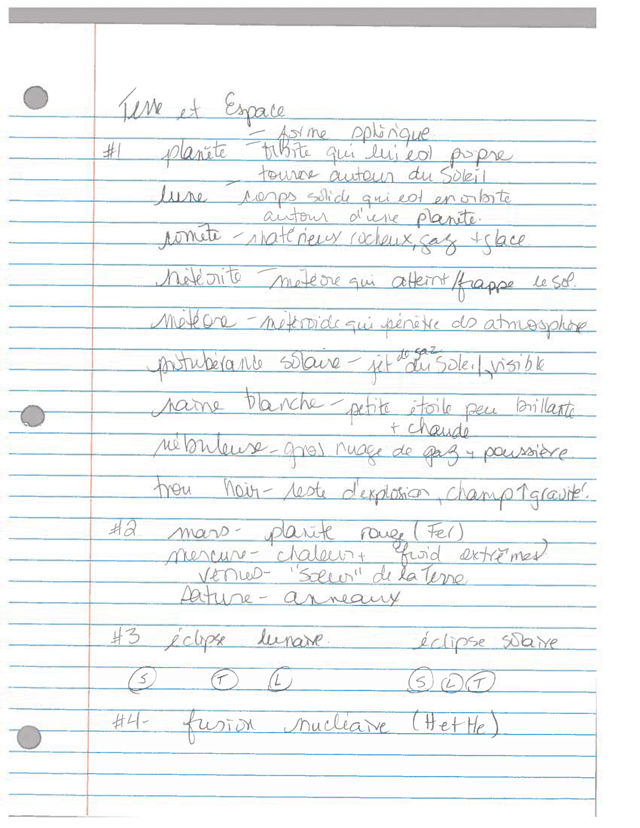 Terre et Espace
– forme sphérique
#1 planète – orbite qui lui est propre
tourne autour du Soleil
lune – corps solide qui est en orbite
autour d'une planète.
comète – matérieux rocheux, gaz + glace
météorite – météore qui atteint/frappe le sol.
météore – météroïde qui pénètre ds atmosphère
protubérance solaire – jet de gaz du Soleil, visible
naine blanche – petite étoile peu brillante
+ chaude
nébuleuse – gros nuage de gaz + poussière
trou noir – reste d'explosion, champ ↑ gravité.
#2 mars – planète rouge (Fer)
mercure – chaleur + froid extrêmes
venus – "soeur" de la Terre
Saturne – anneaux
#3 éclipse lunaire. éclipse solaire
S T L S L T
#4 – fusion nucléaire (H et He)